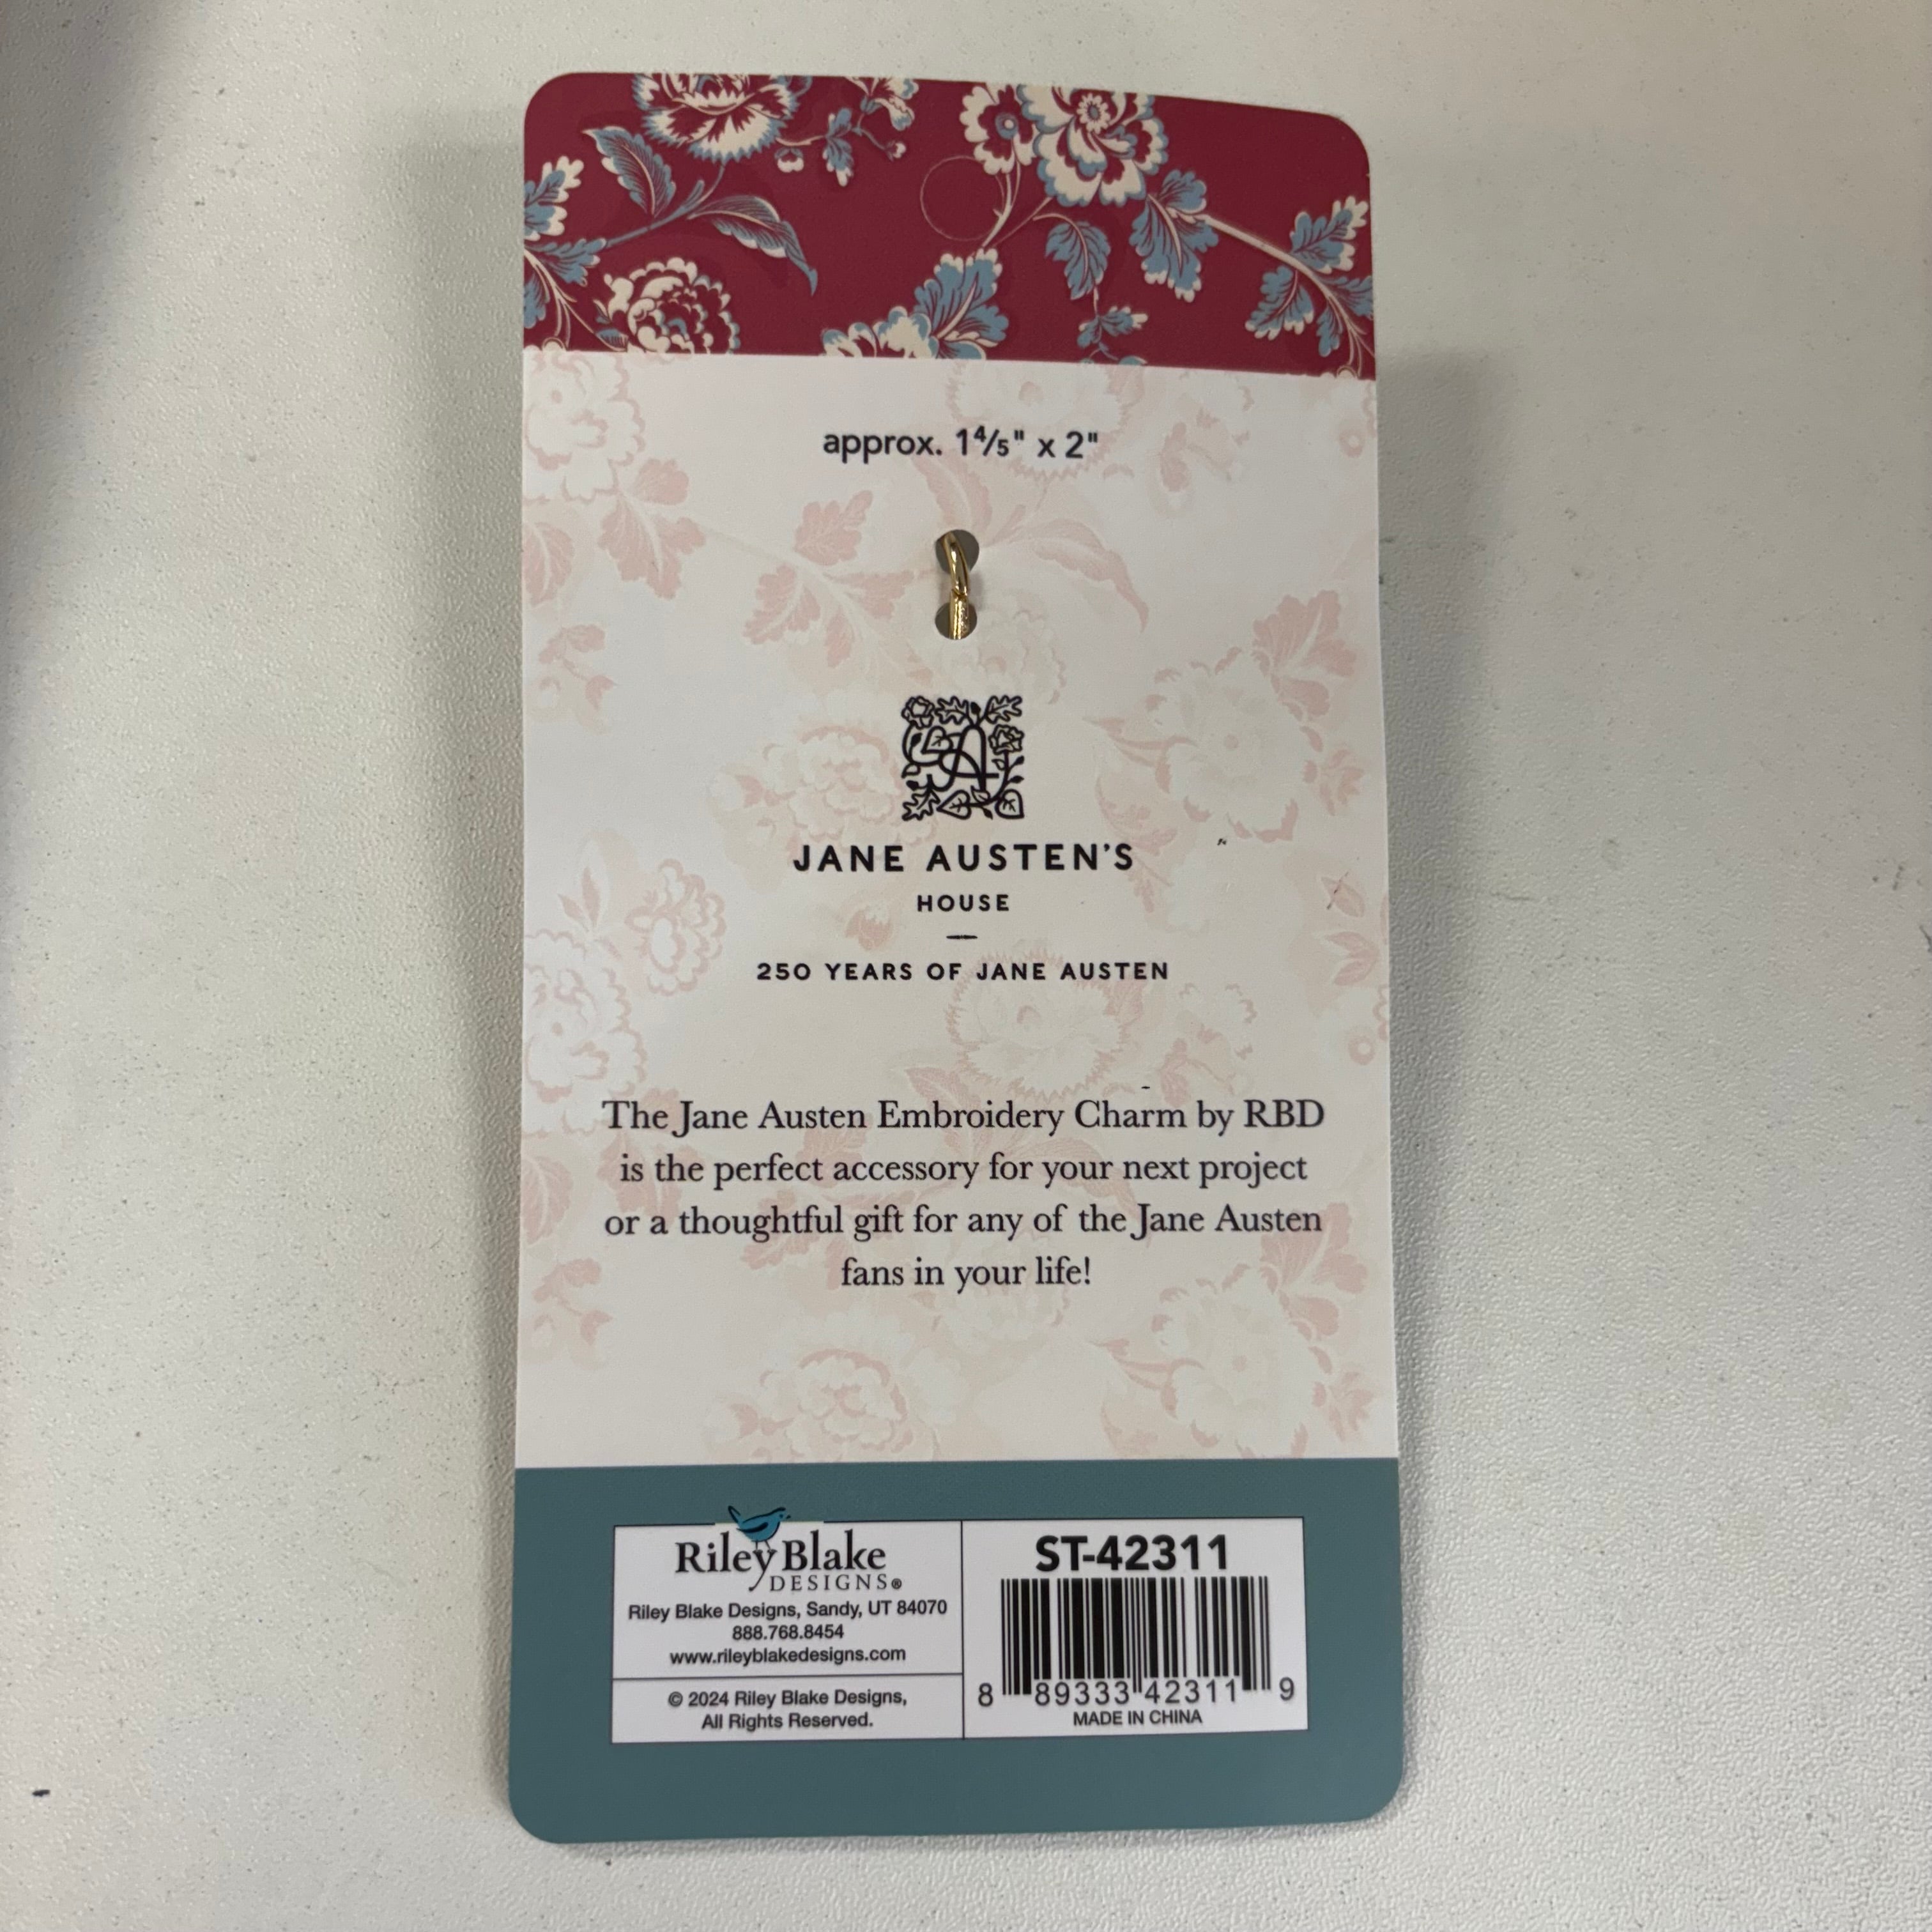 approx. 1⅘" x 2"
JANE AUSTEN'S
HOUSE
250 YEARS OF JANE AUSTEN
The Jane Austen Embroidery Charm by RBD
is the perfect accessory for your next project
or a thoughtful gift for any of the Jane Austen
fans in your life!
Riley Blake
DESIGNS®
Riley Blake Designs, Sandy, UT 84070
888.768.8454
www.rileyblakedesigns.com
© 2024 Riley Blake Designs,
All Rights Reserved.
ST-42311
8 89333 42311 9
MADE IN CHINA